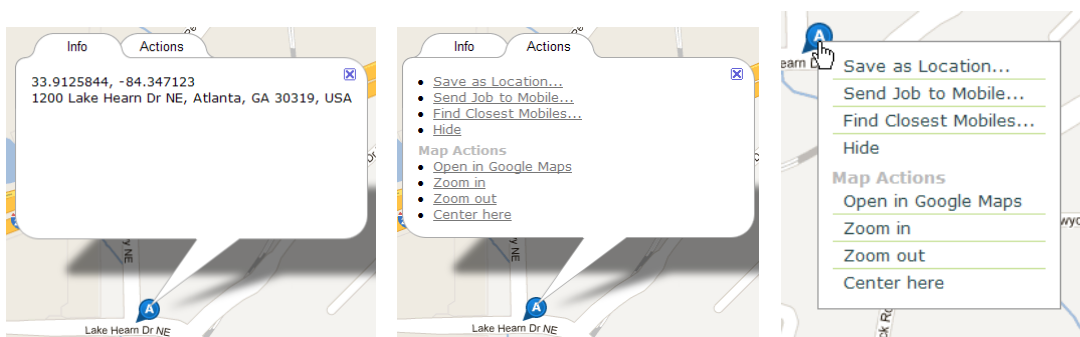 Info Actions
33.9125844, -84.347123
1200 Lake Hearn Dr NE, Atlanta, GA 30319, USA
NE
A
Lake Hearn Dr NE
Info Actions
Save as Location...
Send Job to Mobile...
Find Closest Mobiles...
Hide
Map Actions
Open in Google Maps
Zoom in
Zoom out
Center here
NE
A
Lake Hearn Dr NE
A
Save as Location...
Send Job to Mobile...
Find Closest Mobiles...
Hide
Map Actions
Open in Google Maps
Zoom in
Zoom out
Center here